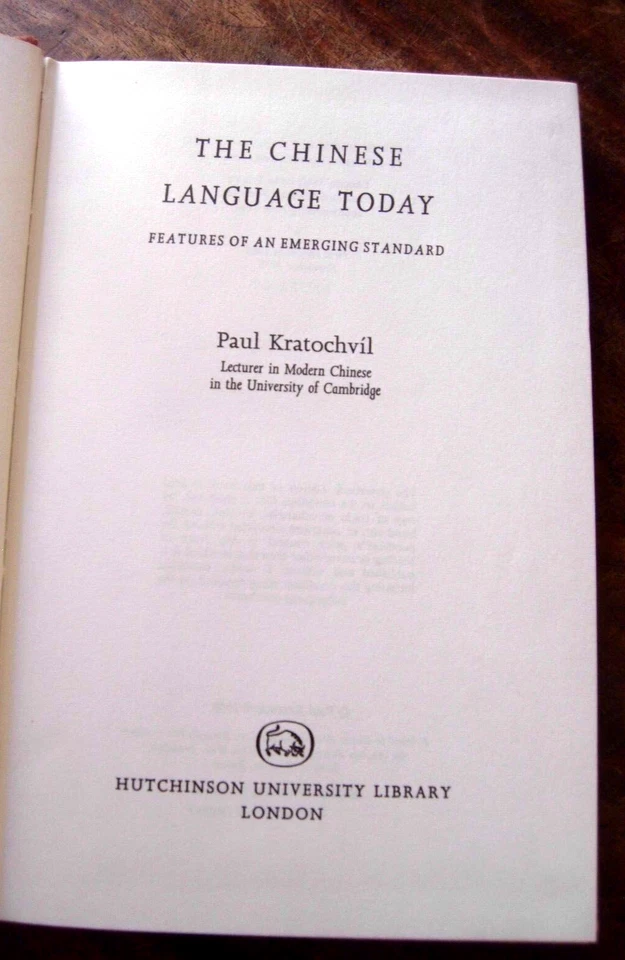 THE CHINESE
LANGUAGE TODAY
FEATURES OF AN EMERGING STANDARD
Paul Kratochvíl
Lecturer in Modern Chinese
in the University of Cambridge
HUTCHINSON UNIVERSITY LIBRARY
LONDON